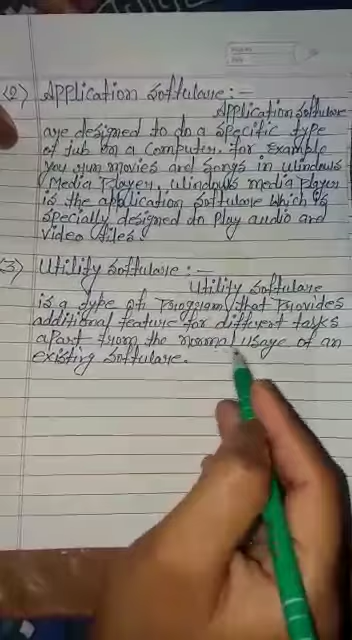 (2) Application Software:-
Application software
are designed to do a specific type
of Job on a Computer. for Example
you run movies and songs in windows
Media Player. Windows media Player
is the application software which is
specially designed to Play audio and
video files.
(3) Utility Software:-
Utility software
is a type of Program that Provides
additional feature for different tasks
apart from the normal usage of an
existing software.